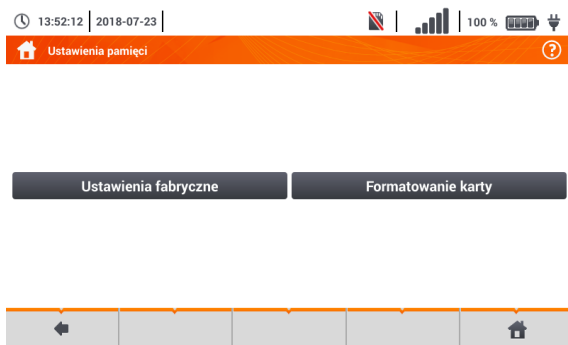 13:52:12 2018-07-23 100 %
Ustawienia pamięci ?
Ustawienia fabryczne Formatowanie karty